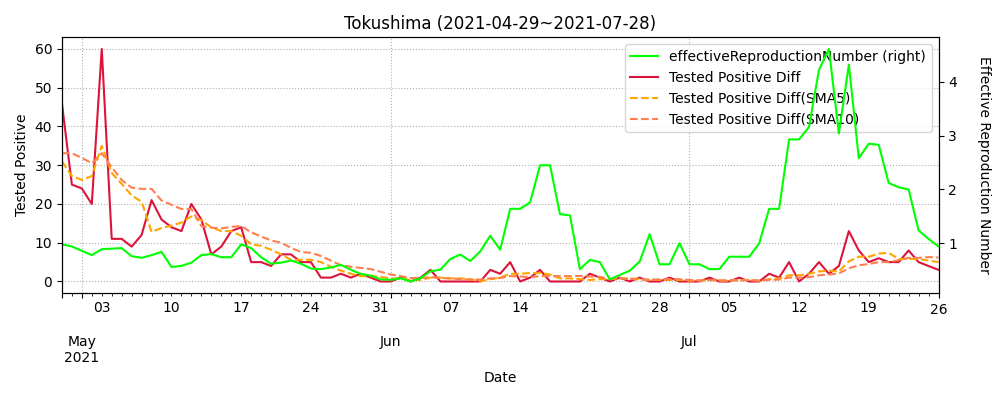 Tokushima (2021-04-29~2021-07-28)
effectiveReproductionNumber (right)
Tested Positive Diff
Tested Positive Diff(SMA5)
Tested Positive Diff(SMA10)
Tested Positive
60
50
40
30
20
10
0
Effective Reproduction Number
4
3
2
1
03 10 17 24 31 07 14 21 28 05 12 19 26
May Jun Jul
2021
Date